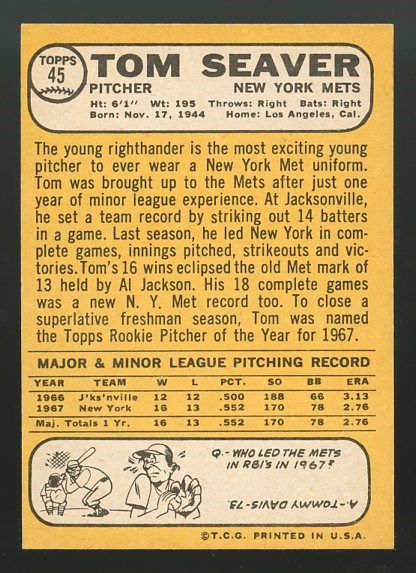 TOPPS
45
TOM SEAVER
PITCHER NEW YORK METS
Ht: 6'1" Wt: 195 Throws: Right Bats: Right
Born: Nov. 17, 1944 Home: Los Angeles, Cal.
The young righthander is the most exciting young
pitcher to ever wear a New York Met uniform.
Tom was brought up to the Mets after just one
year of minor league experience. At Jacksonville,
he set a team record by striking out 14 batters
in a game. Last season, he led New York in com-
plete games, innings pitched, strikeouts and vic-
tories. Tom's 16 wins eclipsed the old Met mark of
13 held by Al Jackson. His 18 complete games
was a new N. Y. Met record too. To close a
superlative freshman season, Tom was named
the Topps Rookie Pitcher of the Year for 1967.
MAJOR & MINOR LEAGUE PITCHING RECORD
YEAR TEAM W L PCT. SO BB ERA
1966 J'ks'nville 12 12 .500 188 66 3.13
1967 New York 16 13 .552 170 78 2.76
Maj. Totals 1 Yr. 16 13 .552 170 78 2.76
Q.-WHO LED THE METS
IN RBI'S IN 1967?
A.-TOMMY DAVIS-73.
©T.C.G. PRINTED IN U.S.A.